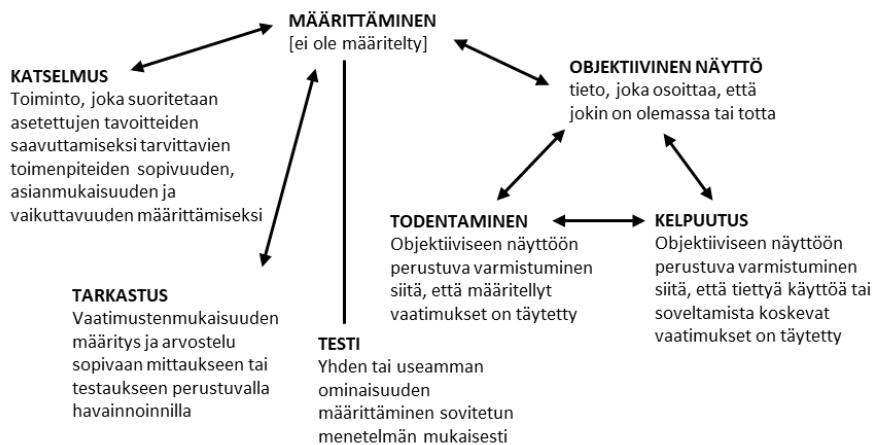 MÄÄRITTÄMINEN
[ei ole määritelty]
KATSELMUS
Toiminto, joka suoritetaan
asetettujen tavoitteiden
saavuttamiseksi tarvittavien
toimenpiteiden sopivuuden,
asianmukaisuuden ja
vaikuttavuuden määrittämiseksi
OBJEKTIIVINEN NÄYTTÖ
tieto, joka osoittaa, että
jokin on olemassa tai totta
TODENTAMINEN
Objektiiviseen näyttöön
perustuva varmistuminen
siitä, että määritellyt
vaatimukset on täytetty
KELPUUTUS
Objektiiviseen näyttöön
perustuva varmistuminen
siitä, että tiettyä käyttöä tai
soveltamista koskevat
vaatimukset on täytetty
TARKASTUS
Vaatimustenmukaisuuden
määritys ja arvostelu
sopivaan mittaukseen tai
testaukseen perustuvalla
havainnoinnilla
TESTI
Yhden tai useamman
ominaisuuden
määrittäminen sovitetun
menetelmän mukaisesti